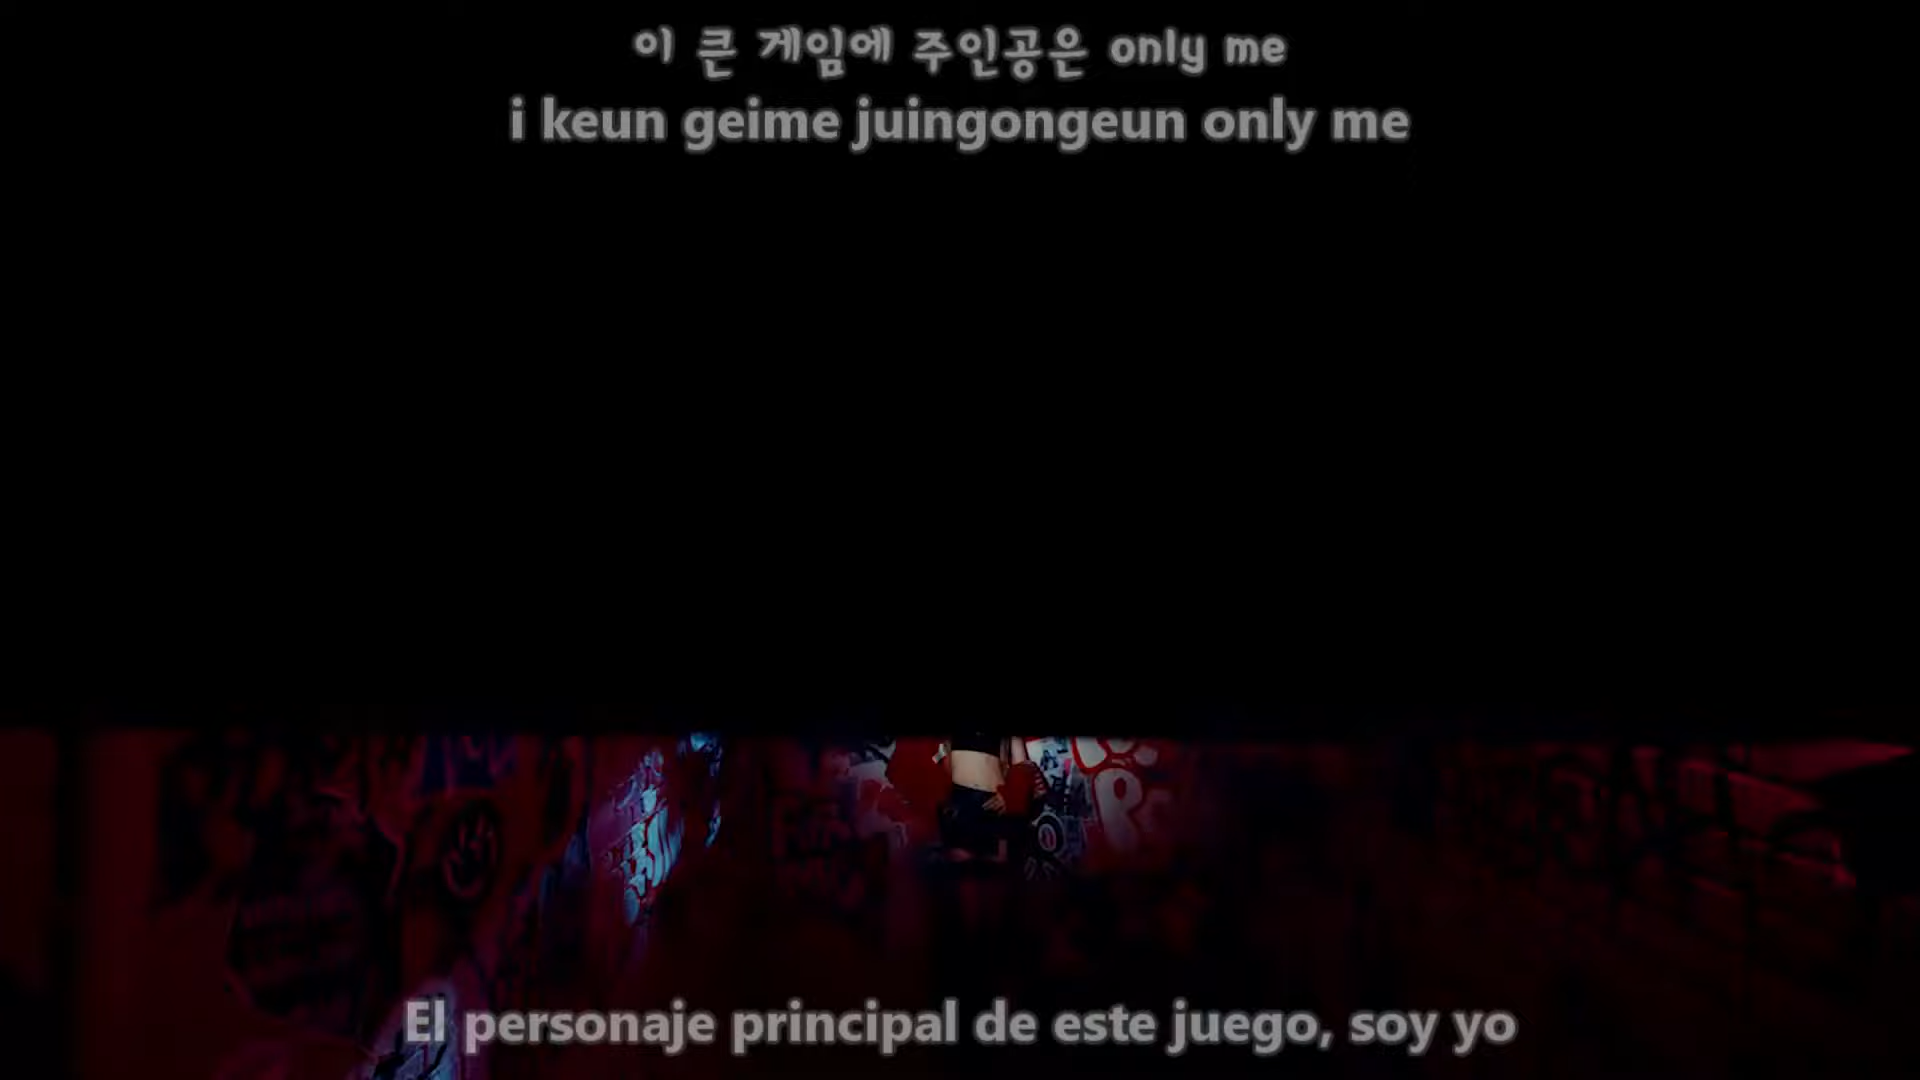 이 큰 게임에 주인공은 only me
i keun geime juingongeun only me
El personaje principal de este juego, soy yo